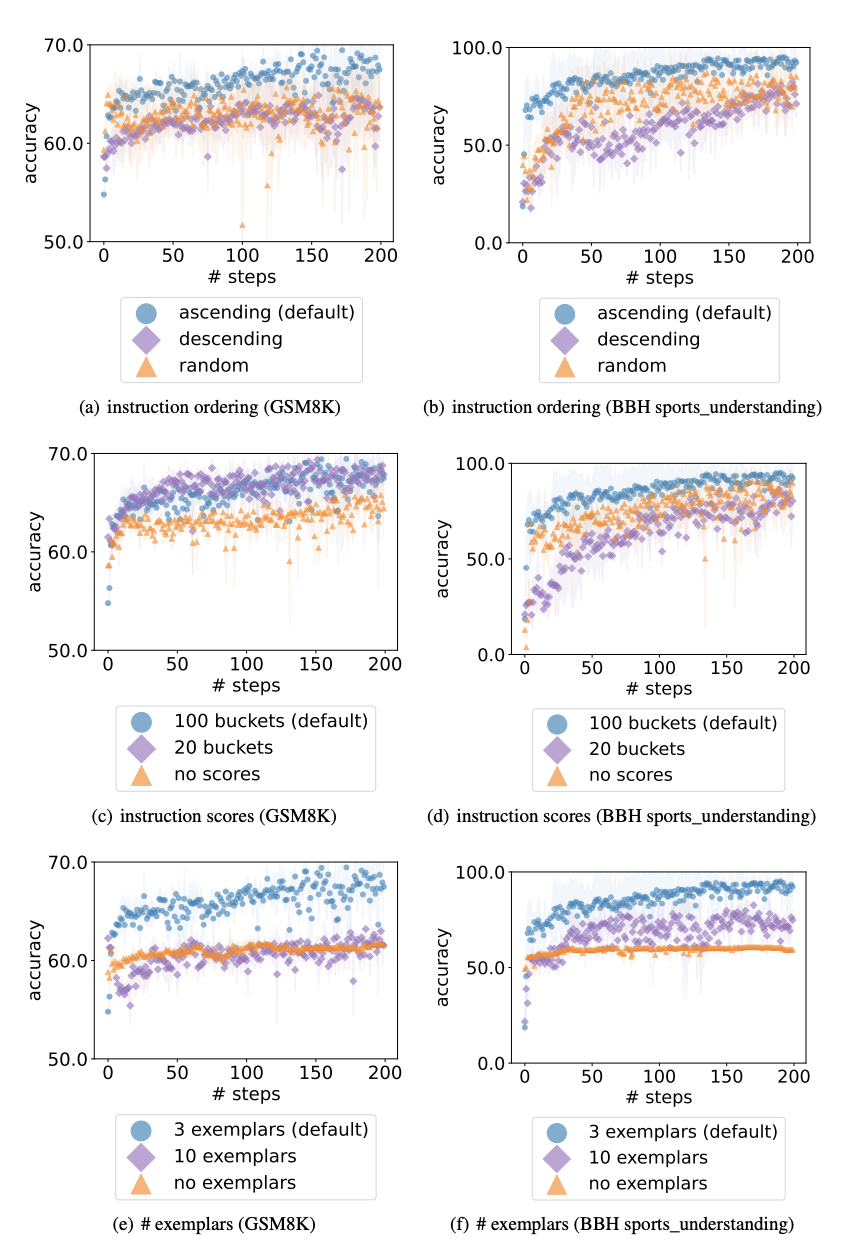 70.0
60.0
50.0
accuracy
0 50 100 150 200
# steps
ascending (default)
descending
random
(a) instruction ordering (GSM8K)
100.0
50.0
0.0
accuracy
0 50 100 150 200
# steps
ascending (default)
descending
random
(b) instruction ordering (BBH sports_understanding)
70.0
60.0
50.0
accuracy
0 50 100 150 200
# steps
100 buckets (default)
20 buckets
no scores
(c) instruction scores (GSM8K)
100.0
50.0
0.0
accuracy
0 50 100 150 200
# steps
100 buckets (default)
20 buckets
no scores
(d) instruction scores (BBH sports_understanding)
70.0
60.0
50.0
accuracy
0 50 100 150 200
# steps
3 exemplars (default)
10 exemplars
no exemplars
(e) # exemplars (GSM8K)
100.0
50.0
0.0
accuracy
0 50 100 150 200
# steps
3 exemplars (default)
10 exemplars
no exemplars
(f) # exemplars (BBH sports_understanding)